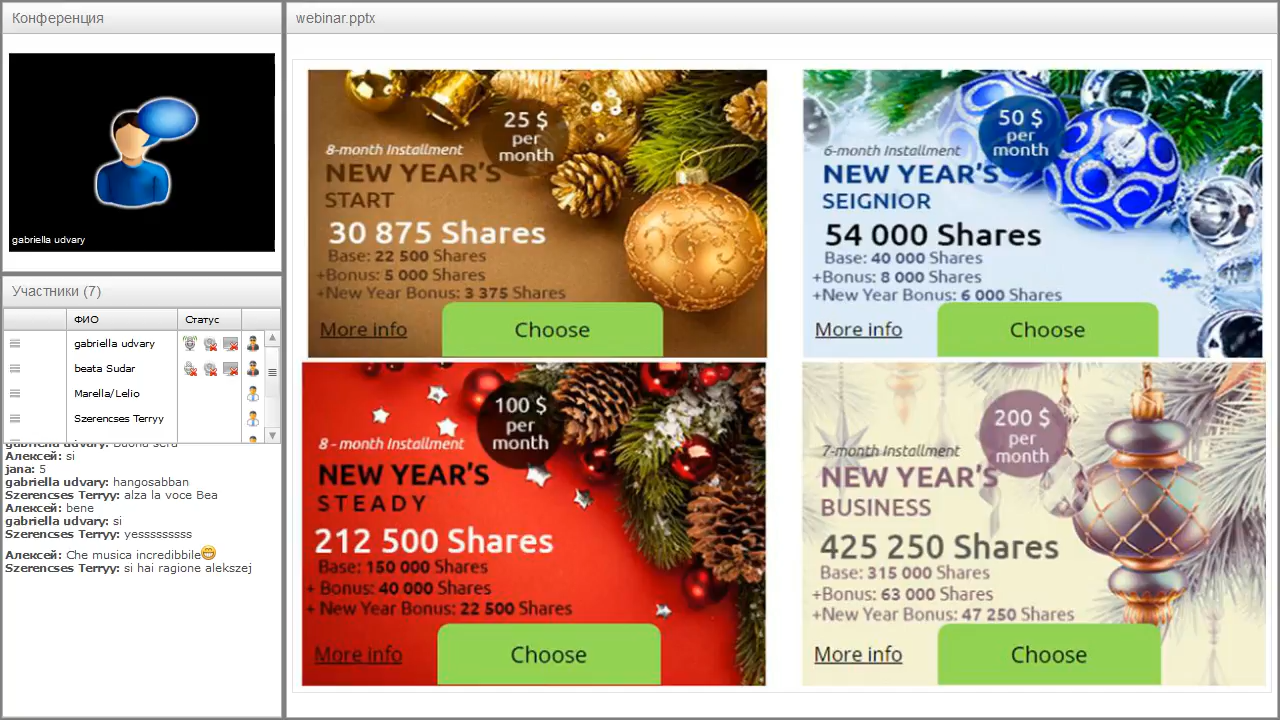 Конференция
gabriella udvary
Участники (7)
ФИО Статус
gabriella udvary
beata Sudar
Marella/Lelio
Szerencses Terryy
gabriella udvary: Buona sera
Алексей: si
jana: 5
gabriella udvary: hangosabban
Szerencses Terryy: alza la voce Bea
Алексей: bene
gabriella udvary: si
Szerencses Terryy: yesssssssss
Алексей: Che musica incredibbile
Szerencses Terryy: si hai ragione alekszej
webinar.pptx
25 $
per
month
8-month Installment
NEW YEAR'S
START
30 875 Shares
Base: 22 500 Shares
+Bonus: 5 000 Shares
+New Year Bonus: 3 375 Shares
More info
Choose
50 $
per
month
6-month Installment
NEW YEAR'S
SEIGNIOR
54 000 Shares
Base: 40 000 Shares
+Bonus: 8 000 Shares
+New Year Bonus: 6 000 Shares
More info
Choose
100 $
per
month
8 - month Installment
NEW YEAR'S
STEADY
212 500 Shares
Base: 150 000 Shares
+ Bonus: 40 000 Shares
+ New Year Bonus: 22 500 Shares
More info
Choose
200 $
per
month
7-month Installment
NEW YEAR'S
BUSINESS
425 250 Shares
Base: 315 000 Shares
+Bonus: 63 000 Shares
+New Year Bonus: 47 250 Shares
More info
Choose